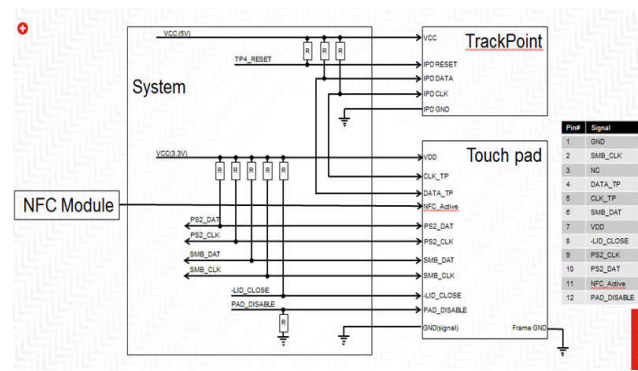 VCC(5V)
TP4_RESET
System
R R R
VCC
IPD RESET
IPD DATA
IPD CLK
IPD GND
TrackPoint
VCC(3.3V)
R R R R R
VDD
CLK_TP
DATA_TP
NFC_Active
PS2_DAT
PS2_CLK
SMB_DAT
SMB_CLK
-LID_CLOSE
PAD_DISABLE
GND(signal)
Touch pad
Frame GND
NFC Module
PS2_DAT
PS2_CLK
SMB_DAT
SMB_CLK
-LID_CLOSE
PAD_DISABLE
R
Pin# Signal
1 GND
2 SMB_CLK
3 NC
4 DATA_TP
5 CLK_TP
6 SMB_DAT
7 VDD
8 -LID_CLOSE
9 PS2_CLK
10 PS2_DAT
11 NFC_Active
12 PAD_DISABLE